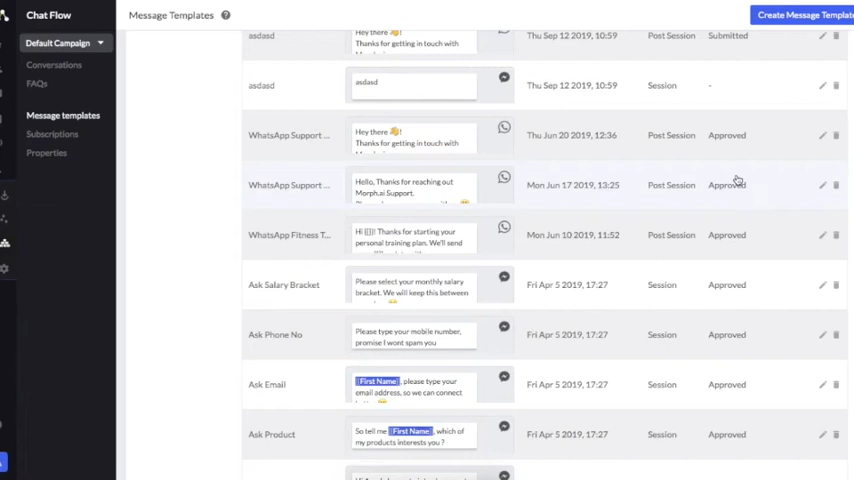 Chat Flow
Message Templates ?
Create Message Templat
Default Campaign
Conversations
FAQs
Message templates
Subscriptions
Properties
Hey there 👋!
Thanks for getting in touch with
asdasd
Thu Sep 12 2019, 10:59
Post Session
Submitted
asdasd
asdasd
Thu Sep 12 2019, 10:59
Session
-
WhatsApp Support ...
Hey there 👋!
Thanks for getting in touch with
Thu Jun 20 2019, 12:36
Post Session
Approved
WhatsApp Support ...
Hello, Thanks for reaching out
Morph.ai Support.
Mon Jun 17 2019, 13:25
Post Session
Approved
WhatsApp Fitness T...
Hi {{}}! Thanks for starting your
personal training plan. We'll send
Mon Jun 10 2019, 11:52
Post Session
Approved
Ask Salary Bracket
Please select your monthly salary
bracket. We will keep this between
Fri Apr 5 2019, 17:27
Session
Approved
Ask Phone No
Please type your mobile number,
promise I wont spam you
Fri Apr 5 2019, 17:27
Session
Approved
Ask Email
[First Name], please type your
email address, so we can connect
Fri Apr 5 2019, 17:27
Session
Approved
Ask Product
So tell me [First Name], which of
my products interests you ?
Fri Apr 5 2019, 17:27
Session
Approved